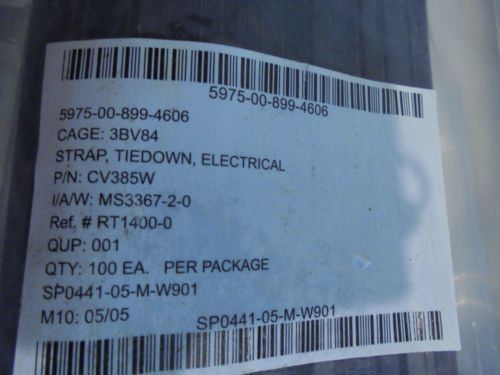 5975-00-899-4606
5975-00-899-4606
CAGE: 3BV84
STRAP, TIEDOWN, ELECTRICAL
P/N: CV385W
I/A/W: MS3367-2-0
Ref. # RT1400-0
QUP: 001
QTY: 100 EA. PER PACKAGE
SP0441-05-M-W901
M10: 05/05
SP0441-05-M-W901